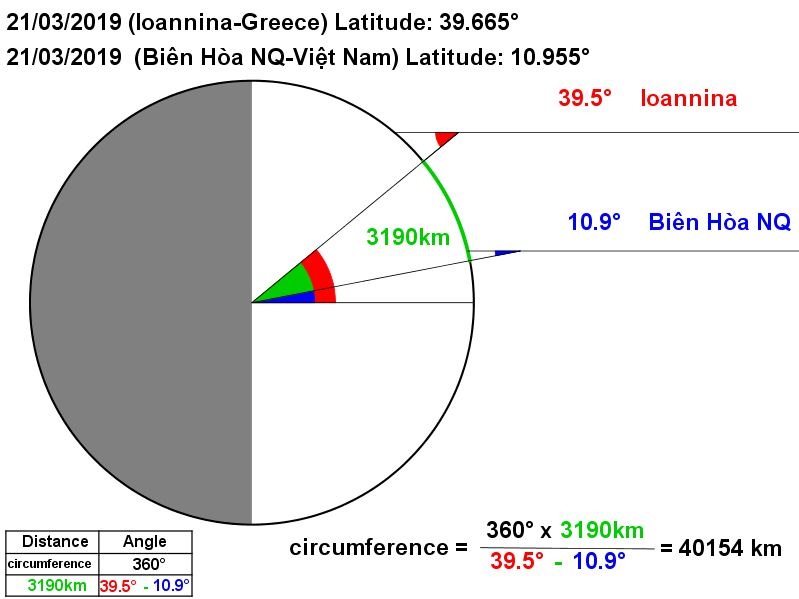 21/03/2019 (Ioannina-Greece) Latitude: 39.665°
21/03/2019 (Biên Hòa NQ-Việt Nam) Latitude: 10.955°
39.5° Ioannina
10.9° Biên Hòa NQ
3190km
Distance Angle
circumference 360°
3190km 39.5° - 10.9°
circumference = 360° x 3190km
39.5° - 10.9° = 40154 km